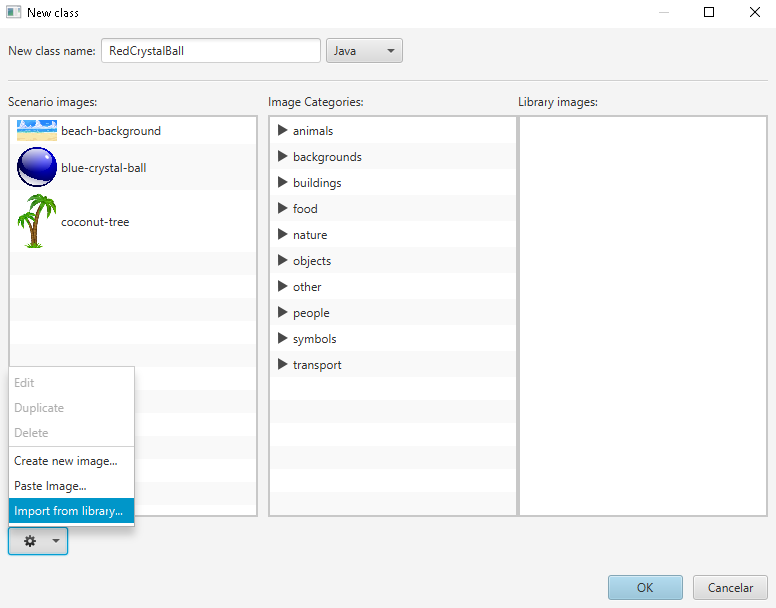 New class
New class name: RedCrystalBall Java
Scenario images: Image Categories: Library images:
beach-background
blue-crystal-ball
coconut-tree
animals
backgrounds
buildings
food
nature
objects
other
people
symbols
transport
Edit
Duplicate
Delete
Create new image...
Paste Image...
Import from library...
OK Cancelar